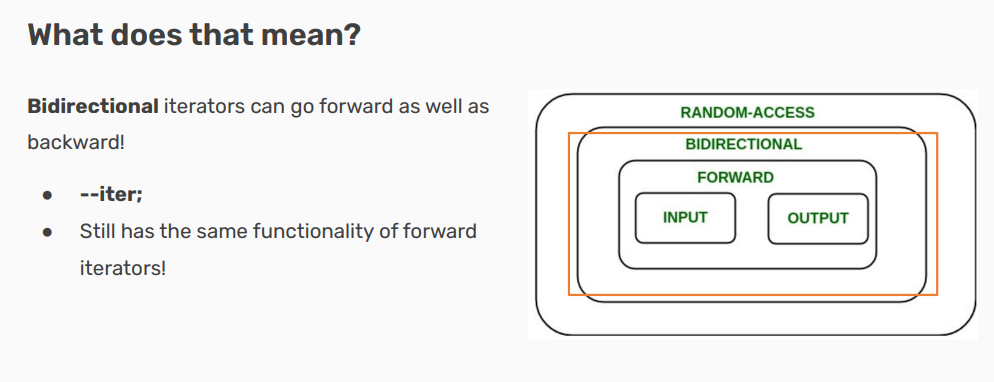 What does that mean?
Bidirectional iterators can go forward as well as
backward!
● --iter;
● Still has the same functionality of forward
iterators!
RANDOM-ACCESS
BIDIRECTIONAL
FORWARD
INPUT
OUTPUT